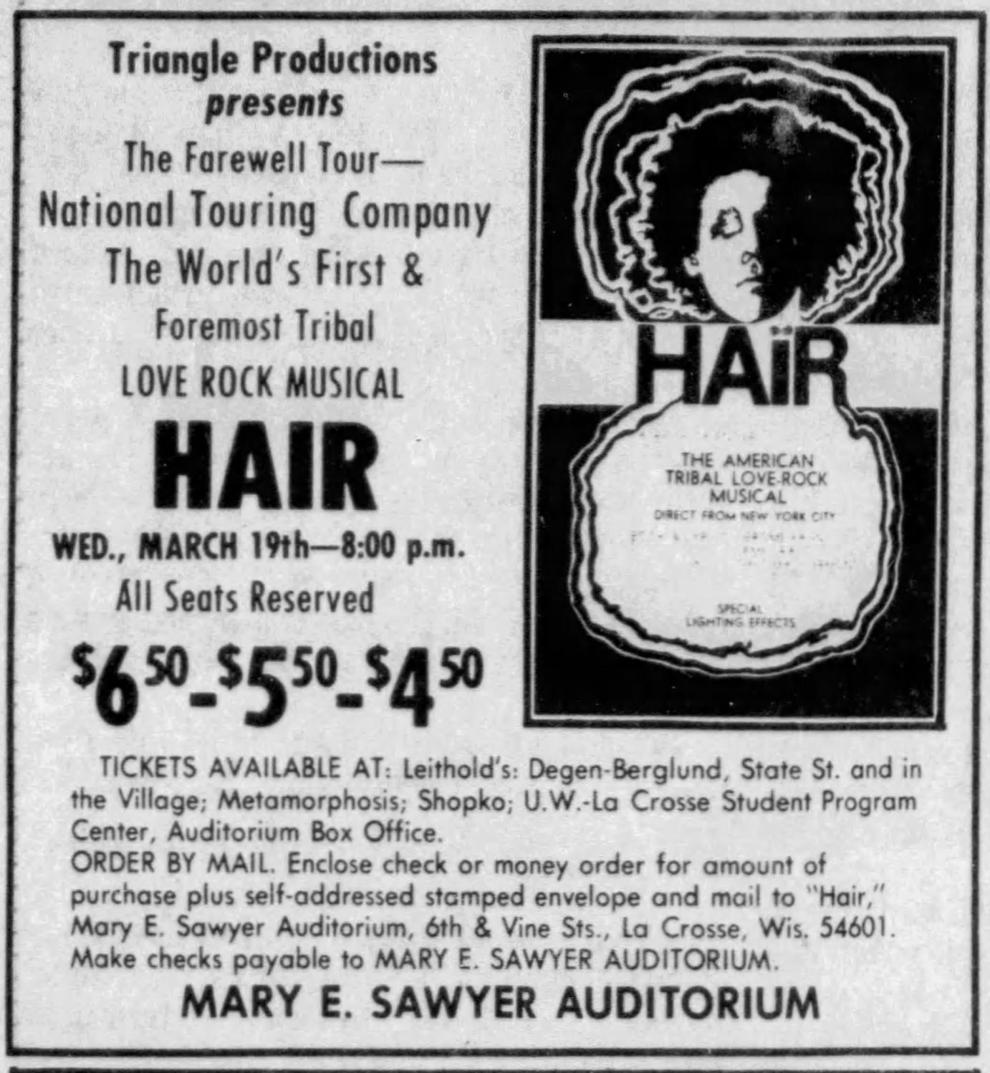 Triangle Productions
presents
The Farewell Tour—
National Touring Company
The World's First &
Foremost Tribal
LOVE ROCK MUSICAL
HAIR
WED., MARCH 19th—8:00 p.m.
All Seats Reserved
$6 50-$5 50-$4 50
HAïR
THE AMERICAN
TRIBAL LOVE-ROCK
MUSICAL
DIRECT FROM NEW YORK CITY
SPECIAL
LIGHTING EFFECTS
TICKETS AVAILABLE AT: Leithold's: Degen-Berglund, State St. and in
the Village; Metamorphosis; Shopko; U.W.-La Crosse Student Program
Center, Auditorium Box Office.
ORDER BY MAIL. Enclose check or money order for amount of
purchase plus self-addressed stamped envelope and mail to "Hair,"
Mary E. Sawyer Auditorium, 6th & Vine Sts., La Crosse, Wis. 54601.
Make checks payable to MARY E. SAWYER AUDITORIUM.
MARY E. SAWYER AUDITORIUM